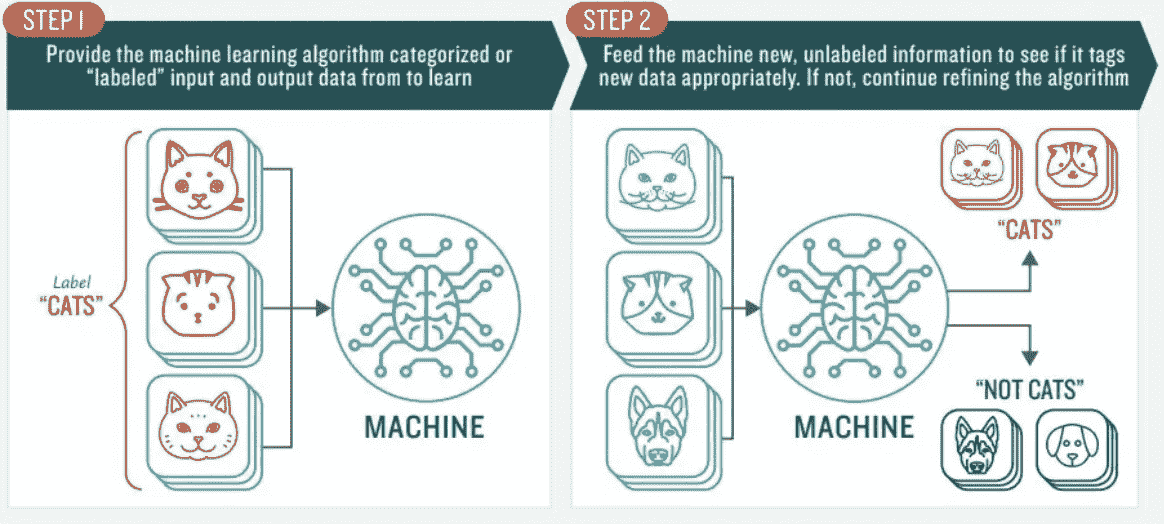 STEP 1
Provide the machine learning algorithm categorized or
“labeled” input and output data from to learn
Label
“CATS”
MACHINE
STEP 2
Feed the machine new, unlabeled information to see if it tags
new data appropriately. If not, continue refining the algorithm
MACHINE
“CATS”
“NOT CATS”